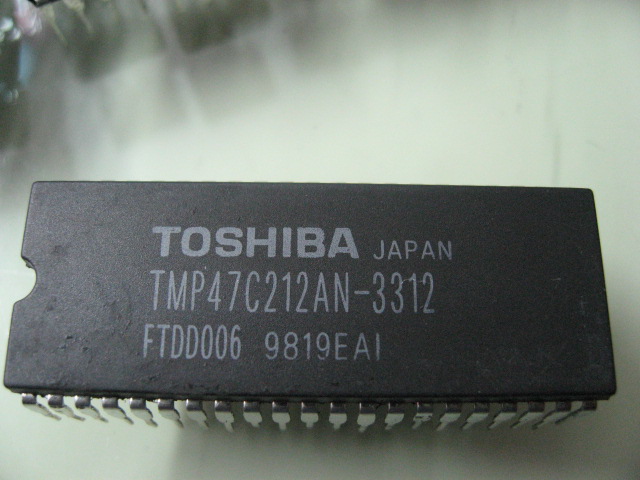 TOSHIBA JAPAN
TMP47C212AN-3312
FTDD006 9819EAI